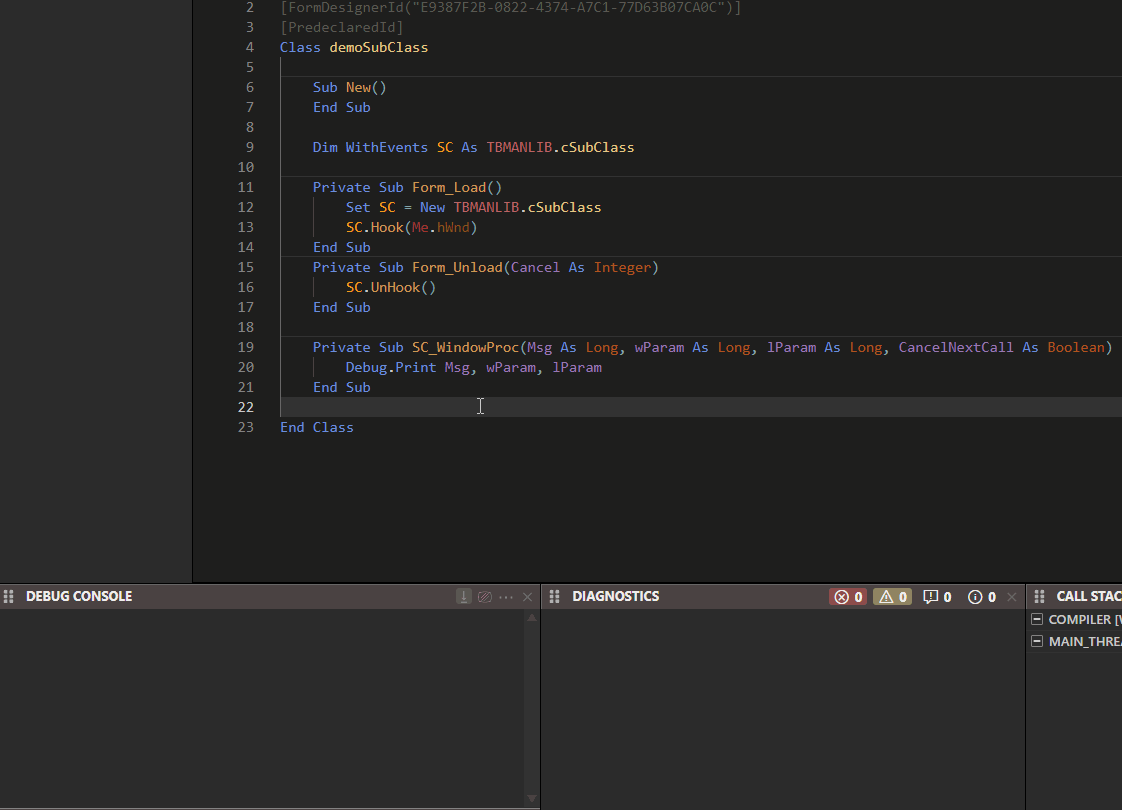 2 [FormDesignerId("E9387F2B-0822-4374-A7C1-77D63B07CA0C")]
3 [PredeclaredId]
4 Class demoSubClass
5
6 Sub New()
7 End Sub
8
9 Dim WithEvents SC As TBMANLIB.cSubClass
10
11 Private Sub Form_Load()
12 Set SC = New TBMANLIB.cSubClass
13 SC.Hook(Me.hWnd)
14 End Sub
15 Private Sub Form_Unload(Cancel As Integer)
16 SC.UnHook()
17 End Sub
18
19 Private Sub SC_WindowProc(Msg As Long, wParam As Long, lParam As Long, CancelNextCall As Boolean)
20 Debug.Print Msg, wParam, lParam
21 End Sub
22
23 End Class
DEBUG CONSOLE
DIAGNOSTICS 0 0 0 0
CALL STAC
COMPILER [
MAIN_THREA